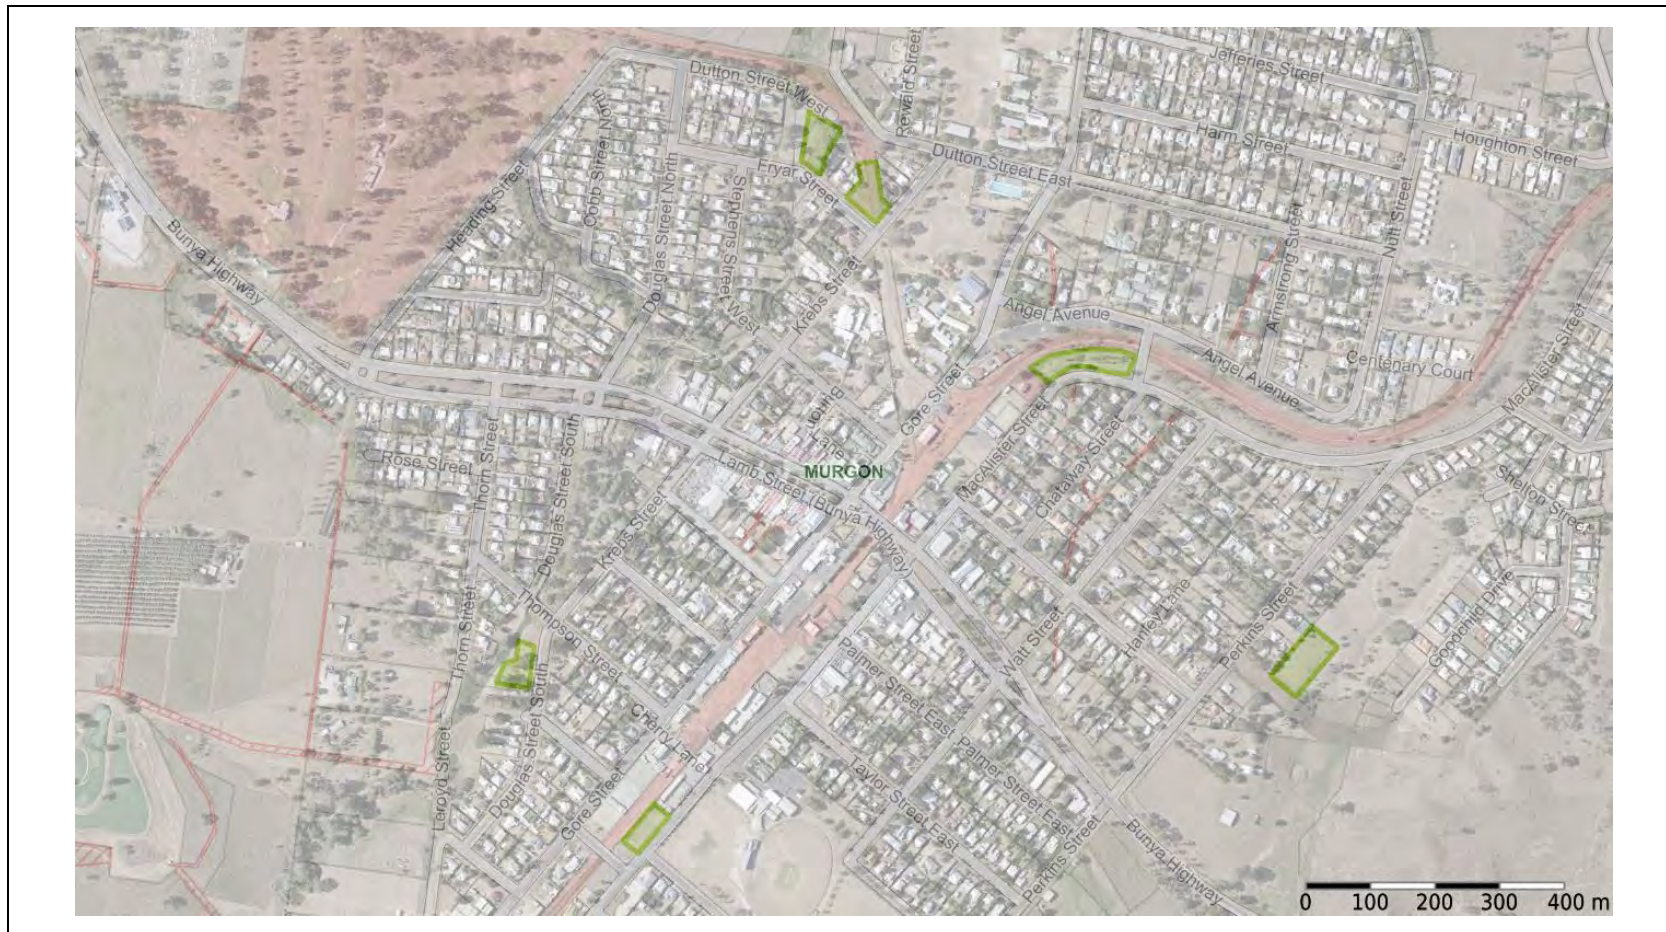 Jefferies Street
Dutton Street West
Rewald Street
Harm Street
Houghton Street
Dutton Street East
Fryar Street
Cobb Street North
Douglas Street North
Stephens Street West
Heading Street
Nutt Street
Armstrong Street
Bunya Highway
Krebs Street
Angel Avenue
Angel Avenue
Centenary Court
MacAlister Street
Gore Street
Button Lane
MacAlister Street
Chataway Street
MURGON
Lamb Street (Bunya Highway)
Rose Street
Thorn Street
Douglas Street South
Krebs Street
Shelton Street
Thorn Street
Thompson Street
Watt Street
Hanley Lane
Perkins Street
Goodchild Drive
Douglas Street South
Palmer Street East
Cherry Lane
Palmer Street East
Leroyd Street
Douglas Street South
Gore Street
Taylor Street East
Perkins Street
Bunya Highway
0 100 200 300 400 m